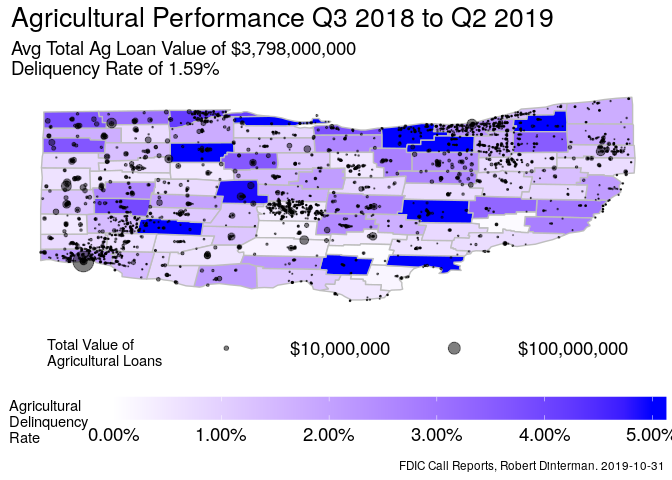 Agricultural Performance Q3 2018 to Q2 2019
Avg Total Ag Loan Value of $3,798,000,000
Deliquency Rate of 1.59%
Total Value of
Agricultural Loans
$10,000,000
$100,000,000
Agricultural
Delinquency
Rate
0.00%
1.00%
2.00%
3.00%
4.00%
5.00%
FDIC Call Reports, Robert Dinterman. 2019-10-31